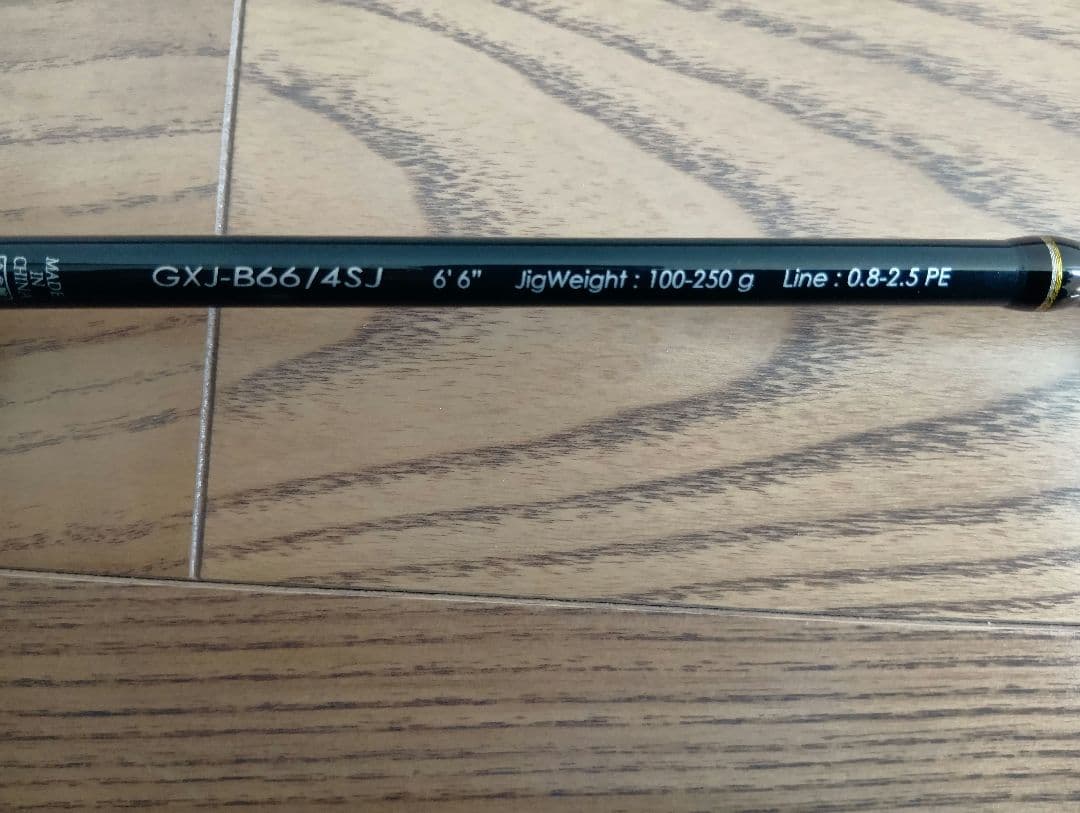 MADE
IN
CHINA
GXJ-B66/4SJ 6'6" JigWeight : 100-250 g Line : 0.8-2.5 PE